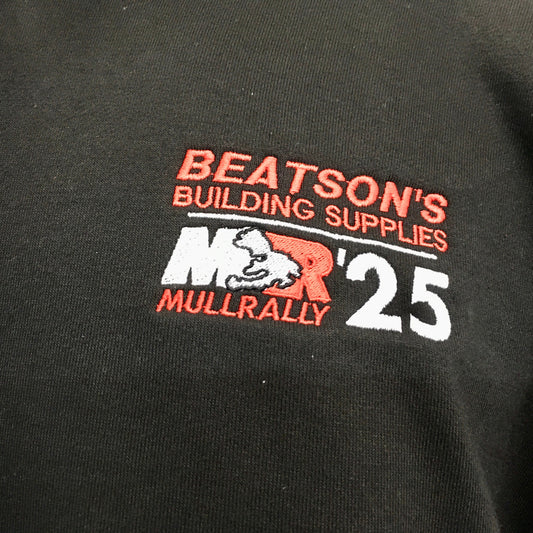 BEATSON'S
BUILDING SUPPLIES
MR '25
MULLRALLY